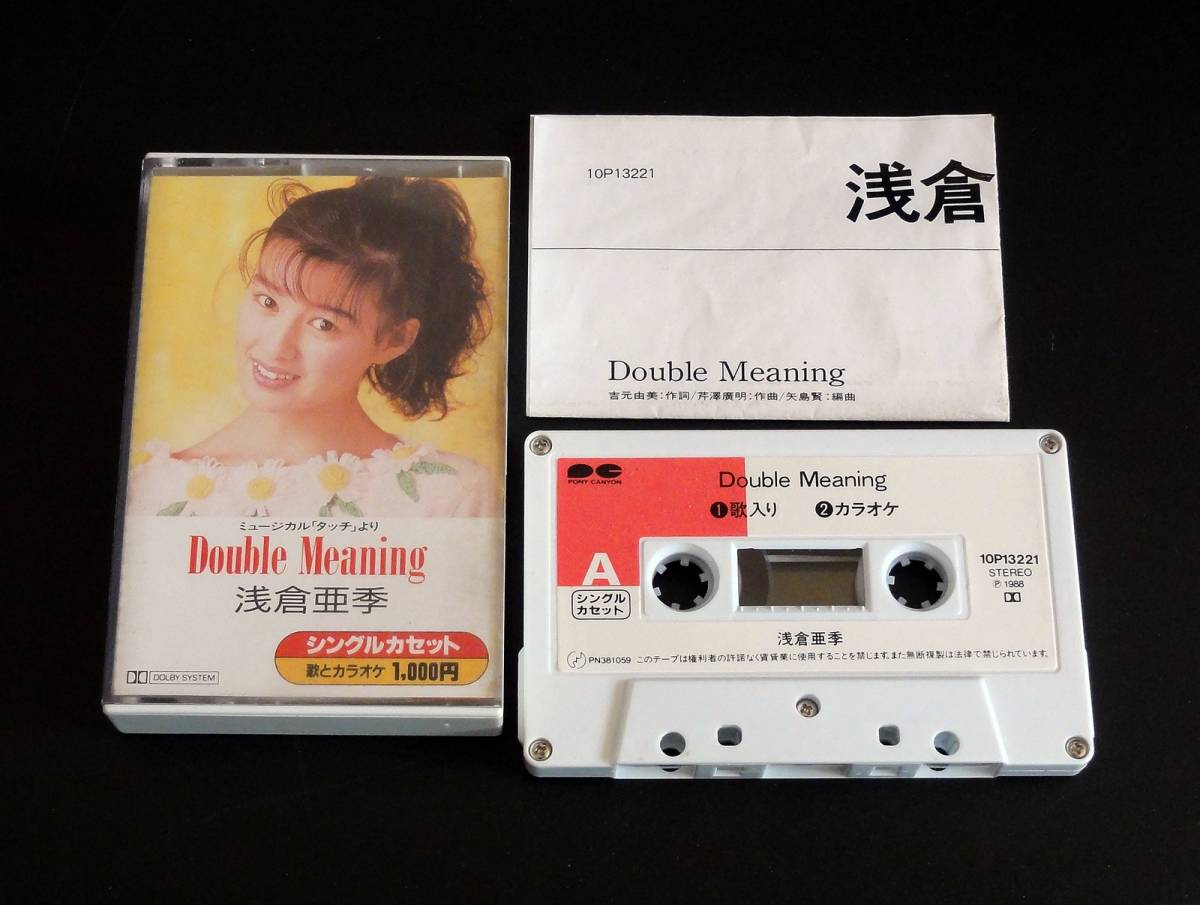 ミュージカル「タッチ」より
Double Meaning
浅倉亜季
シングルカセット
歌とカラオケ 1,000円
DOLBY SYSTEM
10P13221
浅倉
Double Meaning
吉元由美:作詞/芹澤廣明:作曲/矢島賢:編曲
PONY CANYON
Double Meaning
❶歌入り ❷カラオケ
A
シングル
カセット
10P13221
STEREO
Ⓟ 1988
浅倉亜季
PN381059 このテープは権利者の許諾なく賃貸業に使用することを禁じます。また無断複製は法律で禁じられています。